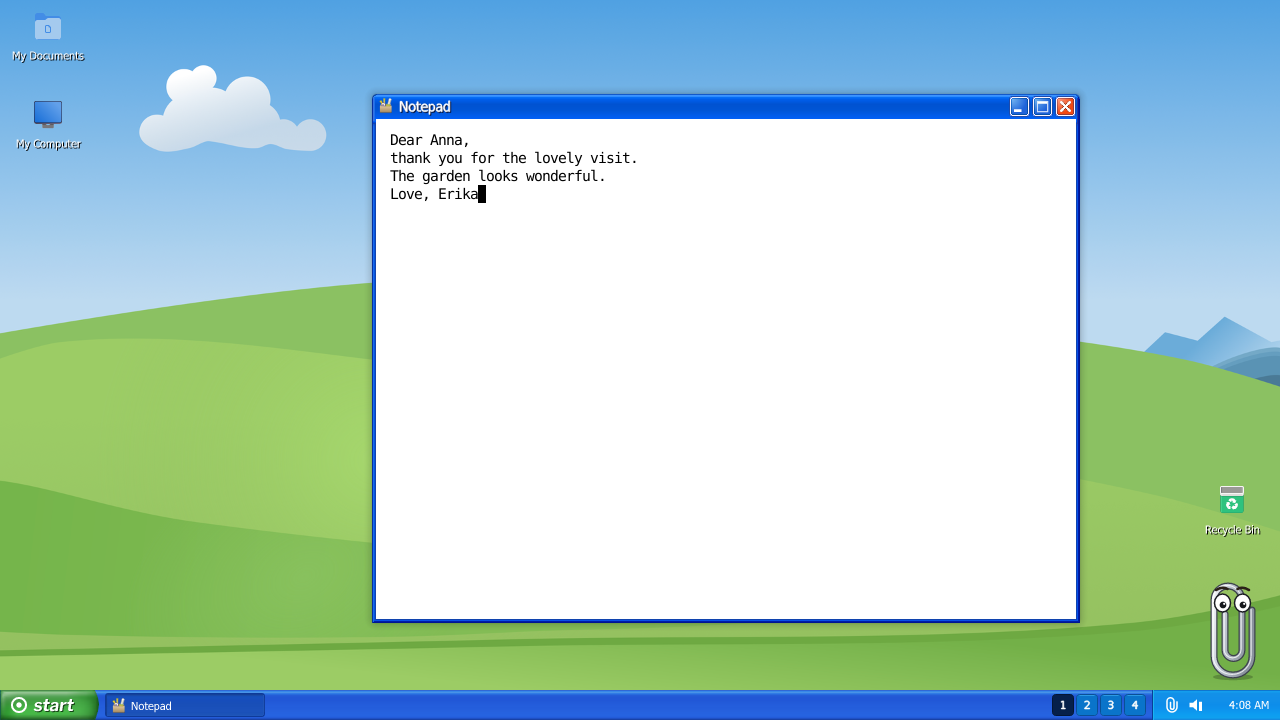 My Documents
My Computer
Notepad
Dear Anna,
thank you for the lovely visit.
The garden looks wonderful.
Love, Erika
Recycle Bin
start
Notepad
1 2 3 4
4:08 AM